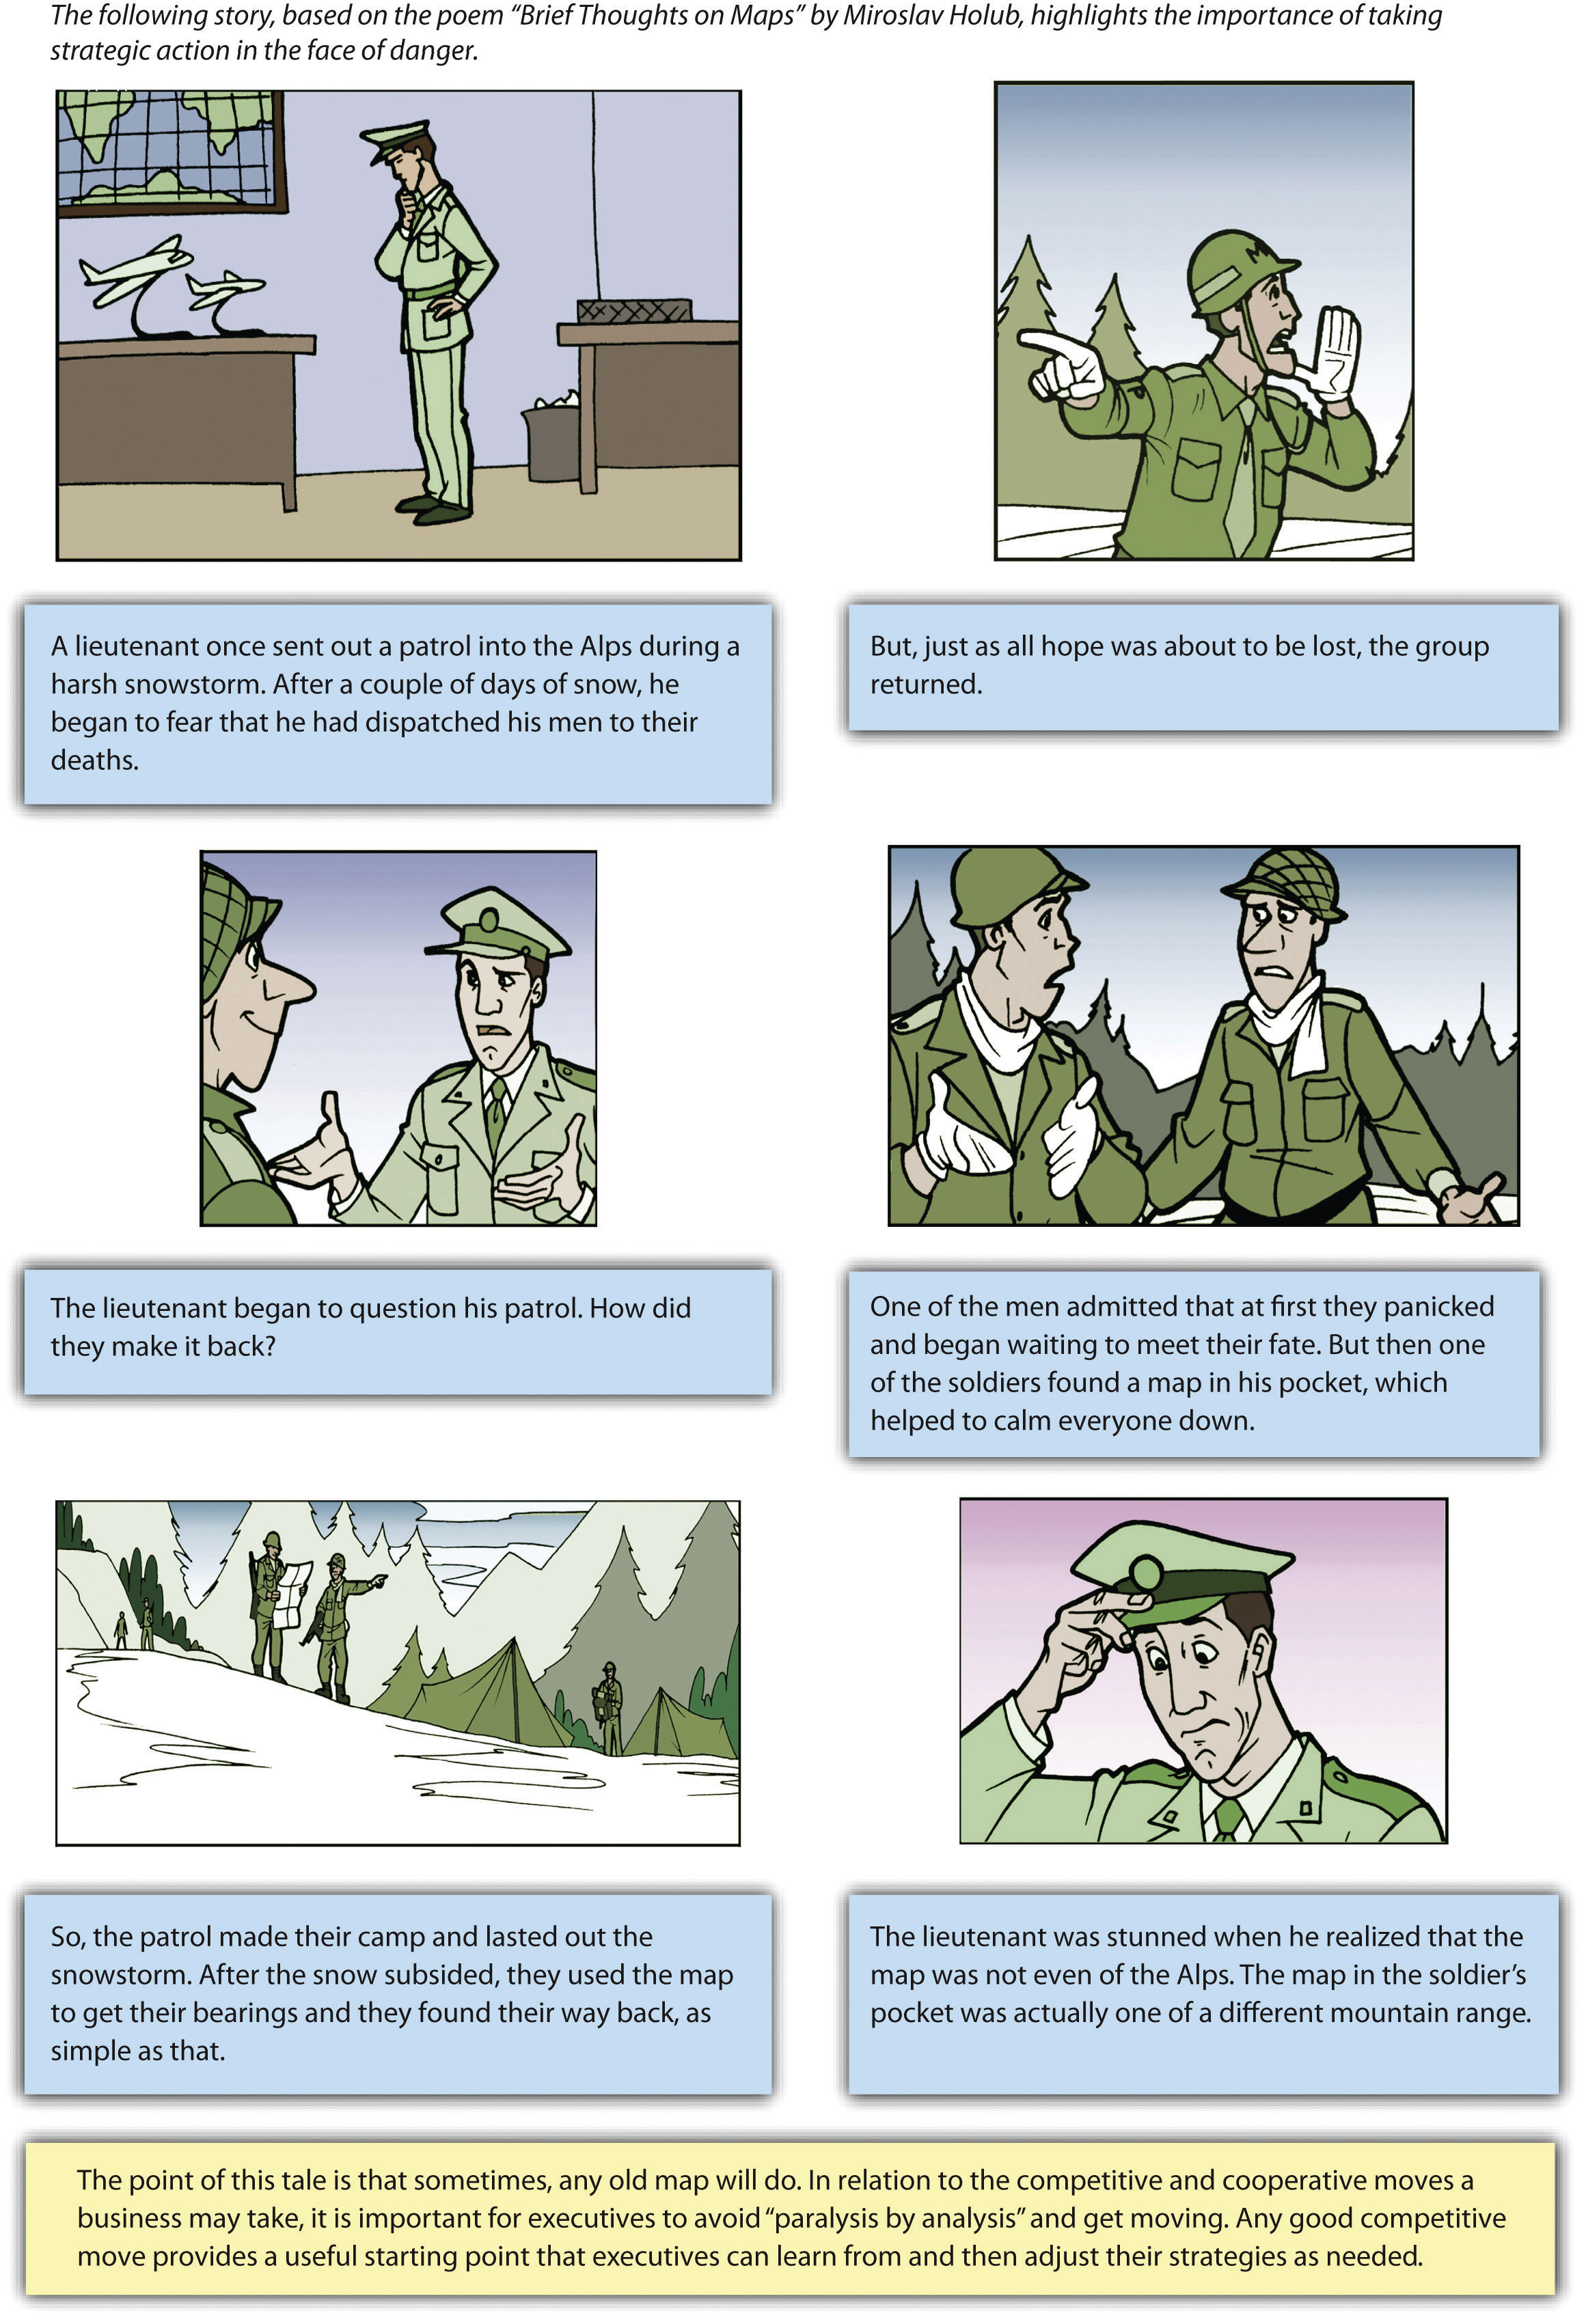 The following story, based on the poem “Brief Thoughts on Maps” by Miroslav Holub, highlights the importance of taking
strategic action in the face of danger.
A lieutenant once sent out a patrol into the Alps during a
harsh snowstorm. After a couple of days of snow, he
began to fear that he had dispatched his men to their
deaths.
But, just as all hope was about to be lost, the group
returned.
The lieutenant began to question his patrol. How did
they make it back?
One of the men admitted that at first they panicked
and began waiting to meet their fate. But then one
of the soldiers found a map in his pocket, which
helped to calm everyone down.
So, the patrol made their camp and lasted out the
snowstorm. After the snow subsided, they used the map
to get their bearings and they found their way back, as
simple as that.
The lieutenant was stunned when he realized that the
map was not even of the Alps. The map in the soldier’s
pocket was actually one of a different mountain range.
The point of this tale is that sometimes, any old map will do. In relation to the competitive and cooperative moves a
business may take, it is important for executives to avoid “paralysis by analysis” and get moving. Any good competitive
move provides a useful starting point that executives can learn from and then adjust their strategies as needed.